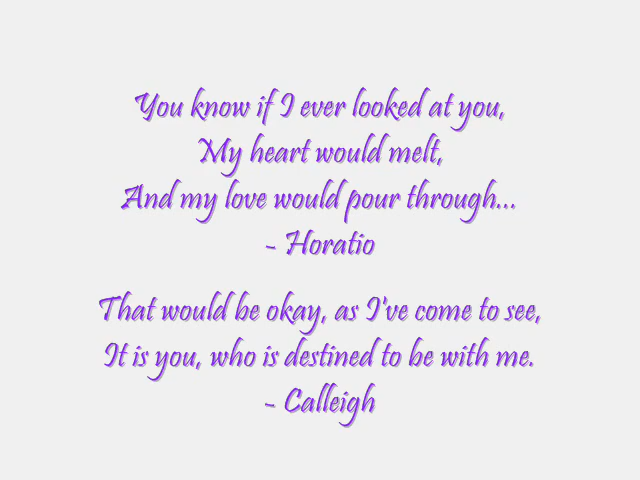 You know if I ever looked at you,
My heart would melt,
And my love would pour through...
- Horatio
That would be okay, as I've come to see,
It is you, who is destined to be with me.
- Calleigh